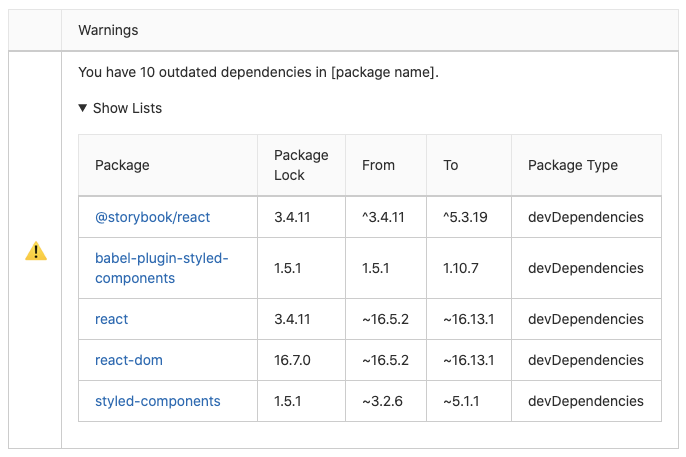 Warnings
You have 10 outdated dependencies in [package name].
▼ Show Lists
Package Package Lock From To Package Type
@storybook/react 3.4.11 ^3.4.11 ^5.3.19 devDependencies
babel-plugin-styled-components 1.5.1 1.5.1 1.10.7 devDependencies
react 3.4.11 ~16.5.2 ~16.13.1 devDependencies
react-dom 16.7.0 ~16.5.2 ~16.13.1 devDependencies
styled-components 1.5.1 ~3.2.6 ~5.1.1 devDependencies